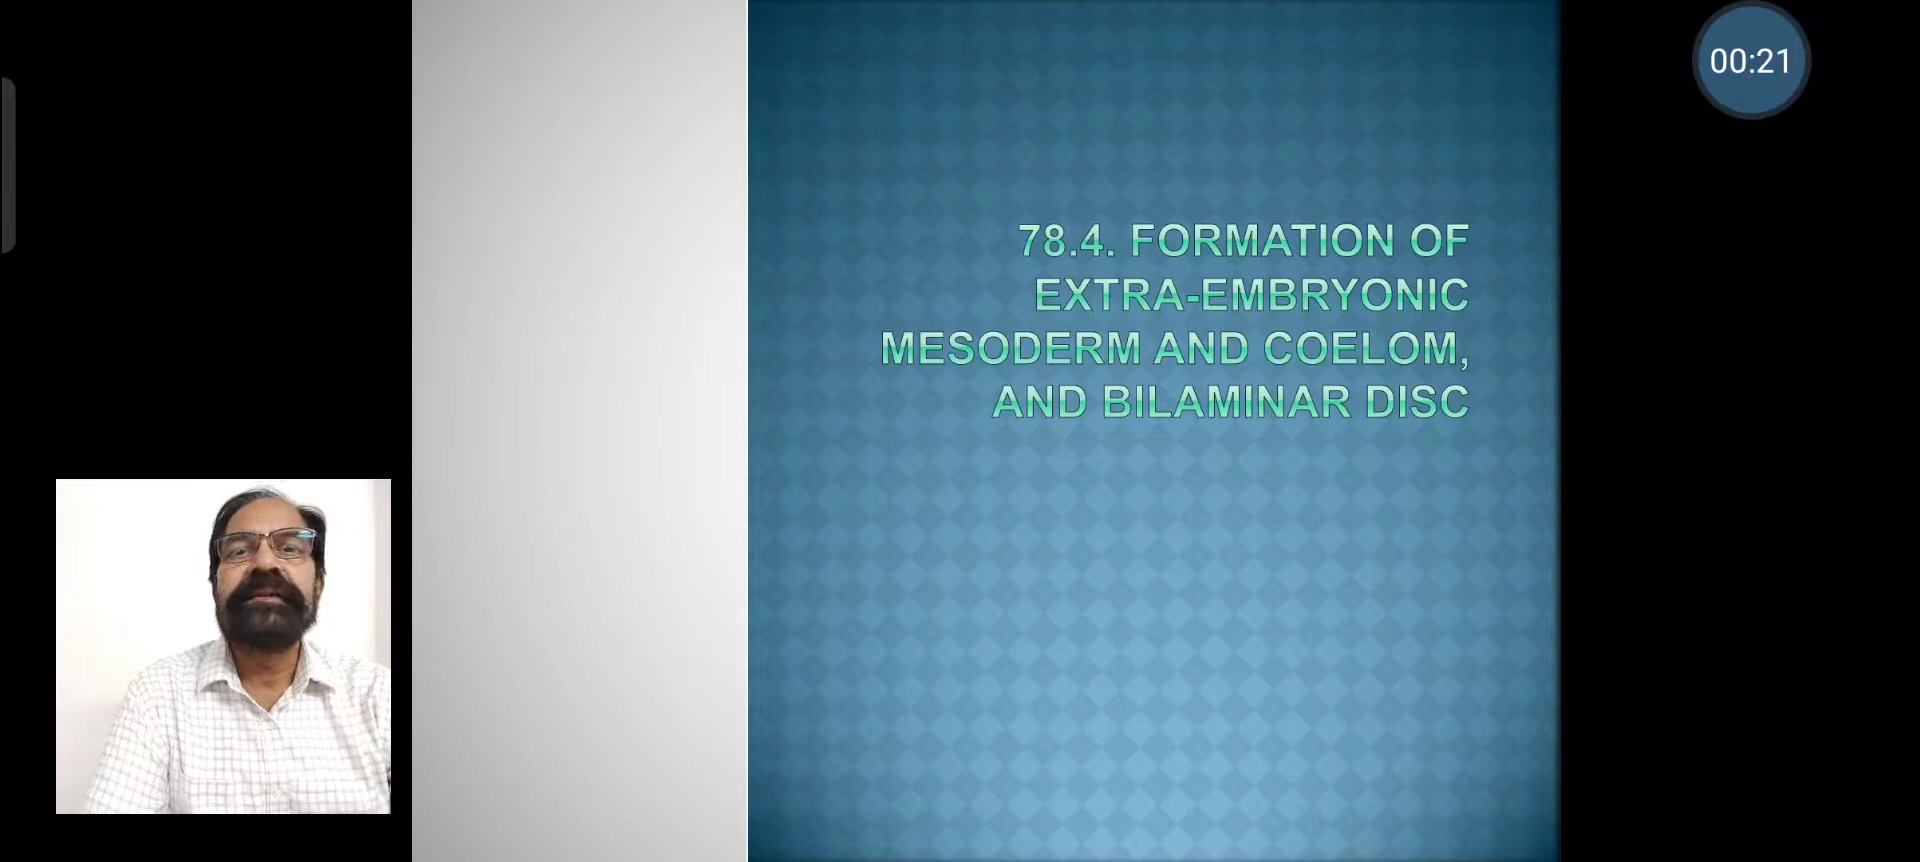 00:21
78.4. FORMATION OF
EXTRA-EMBRYONIC
MESODERM AND COELOM,
AND BILAMINAR DISC